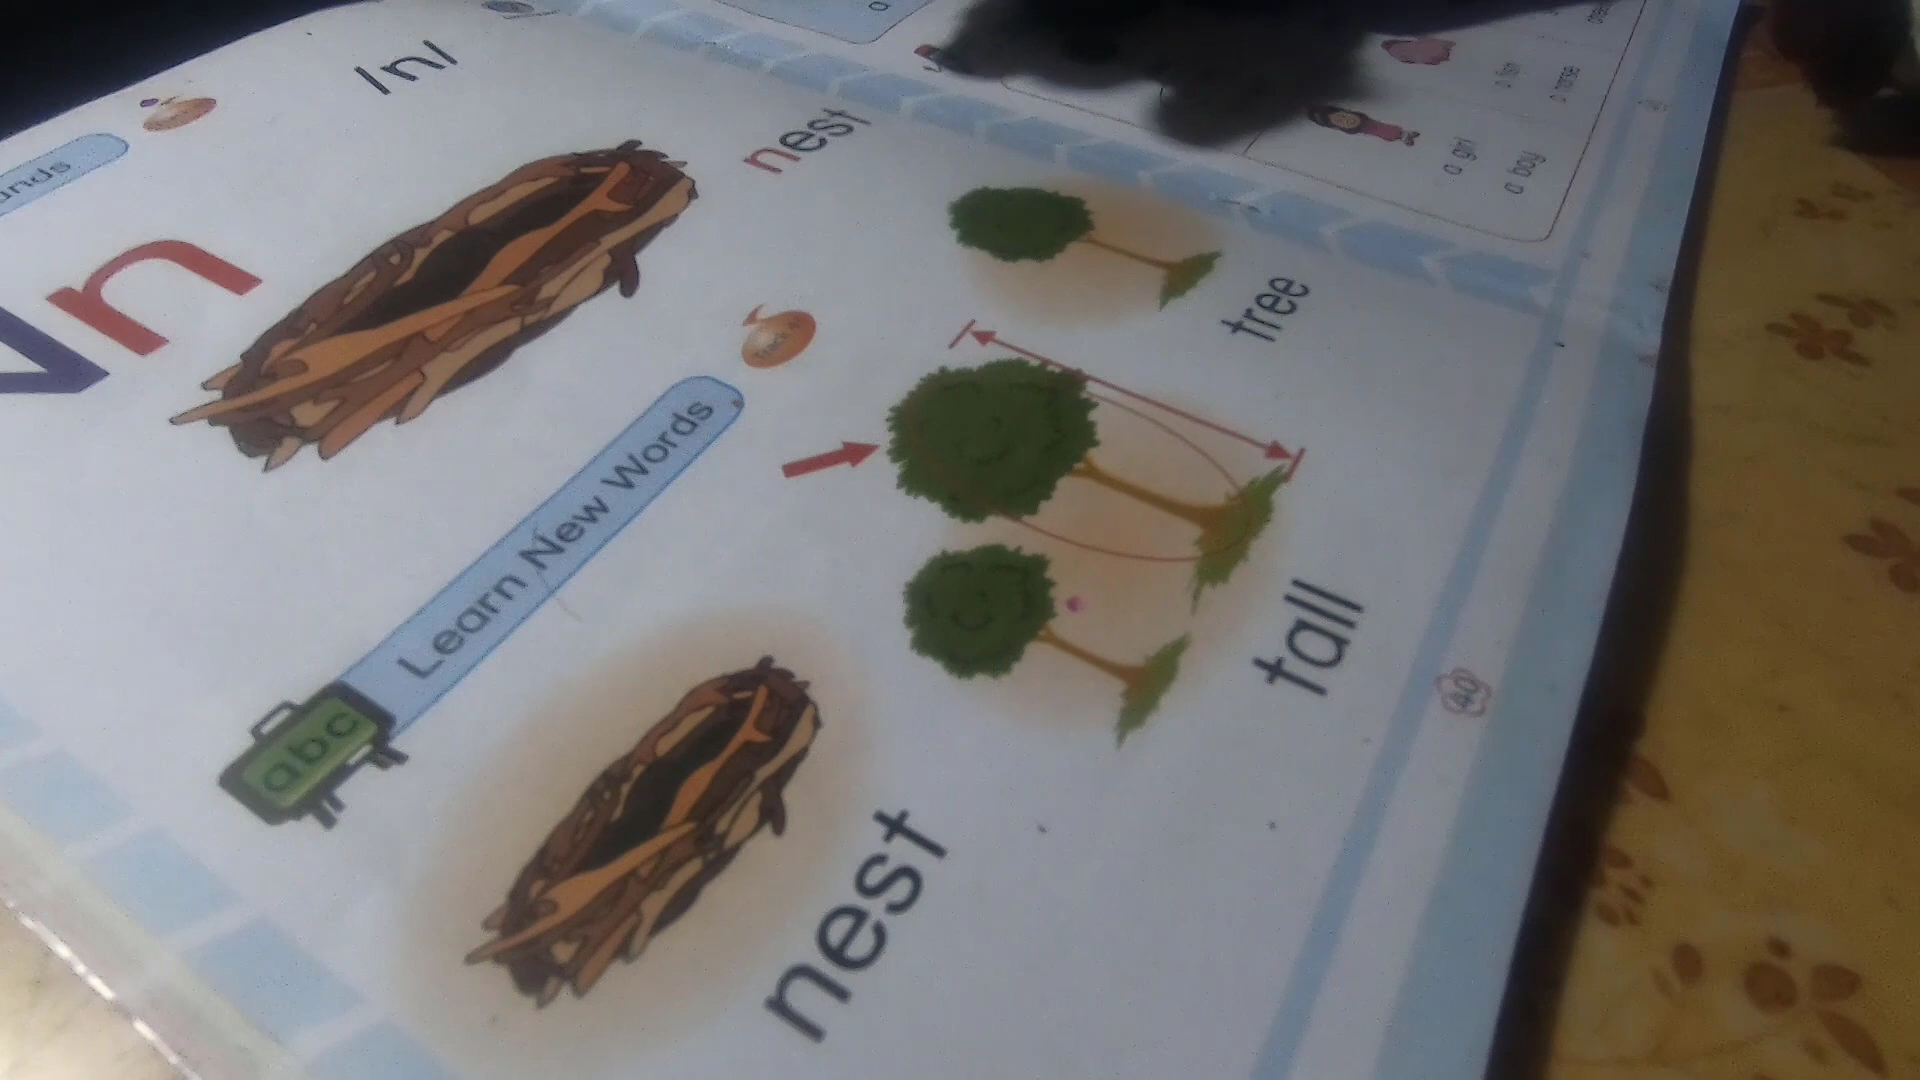 /n/
n
nest
Learn New Words
abc
nest
tree
tall
40
a girl
a boy